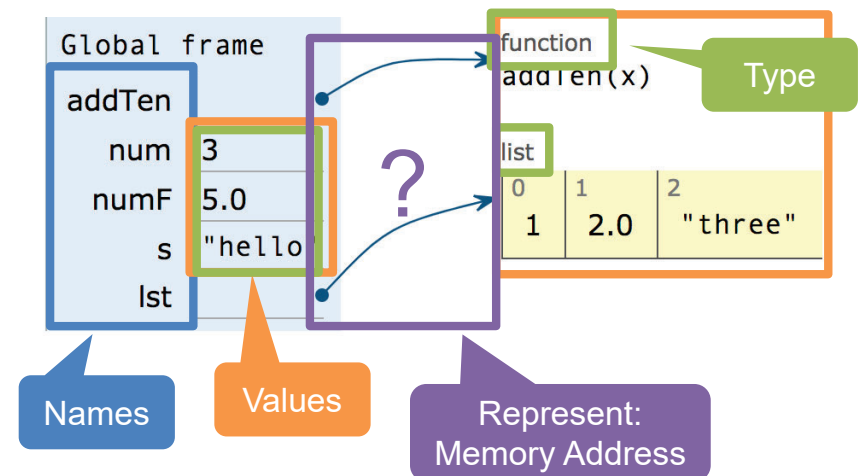 Global frame
function
addTen(x)
Type
addTen
num 3
?
numF 5.0
s "hello"
lst
list
0 1 2
1 2.0 "three"
Names
Values
Represent:
Memory Address